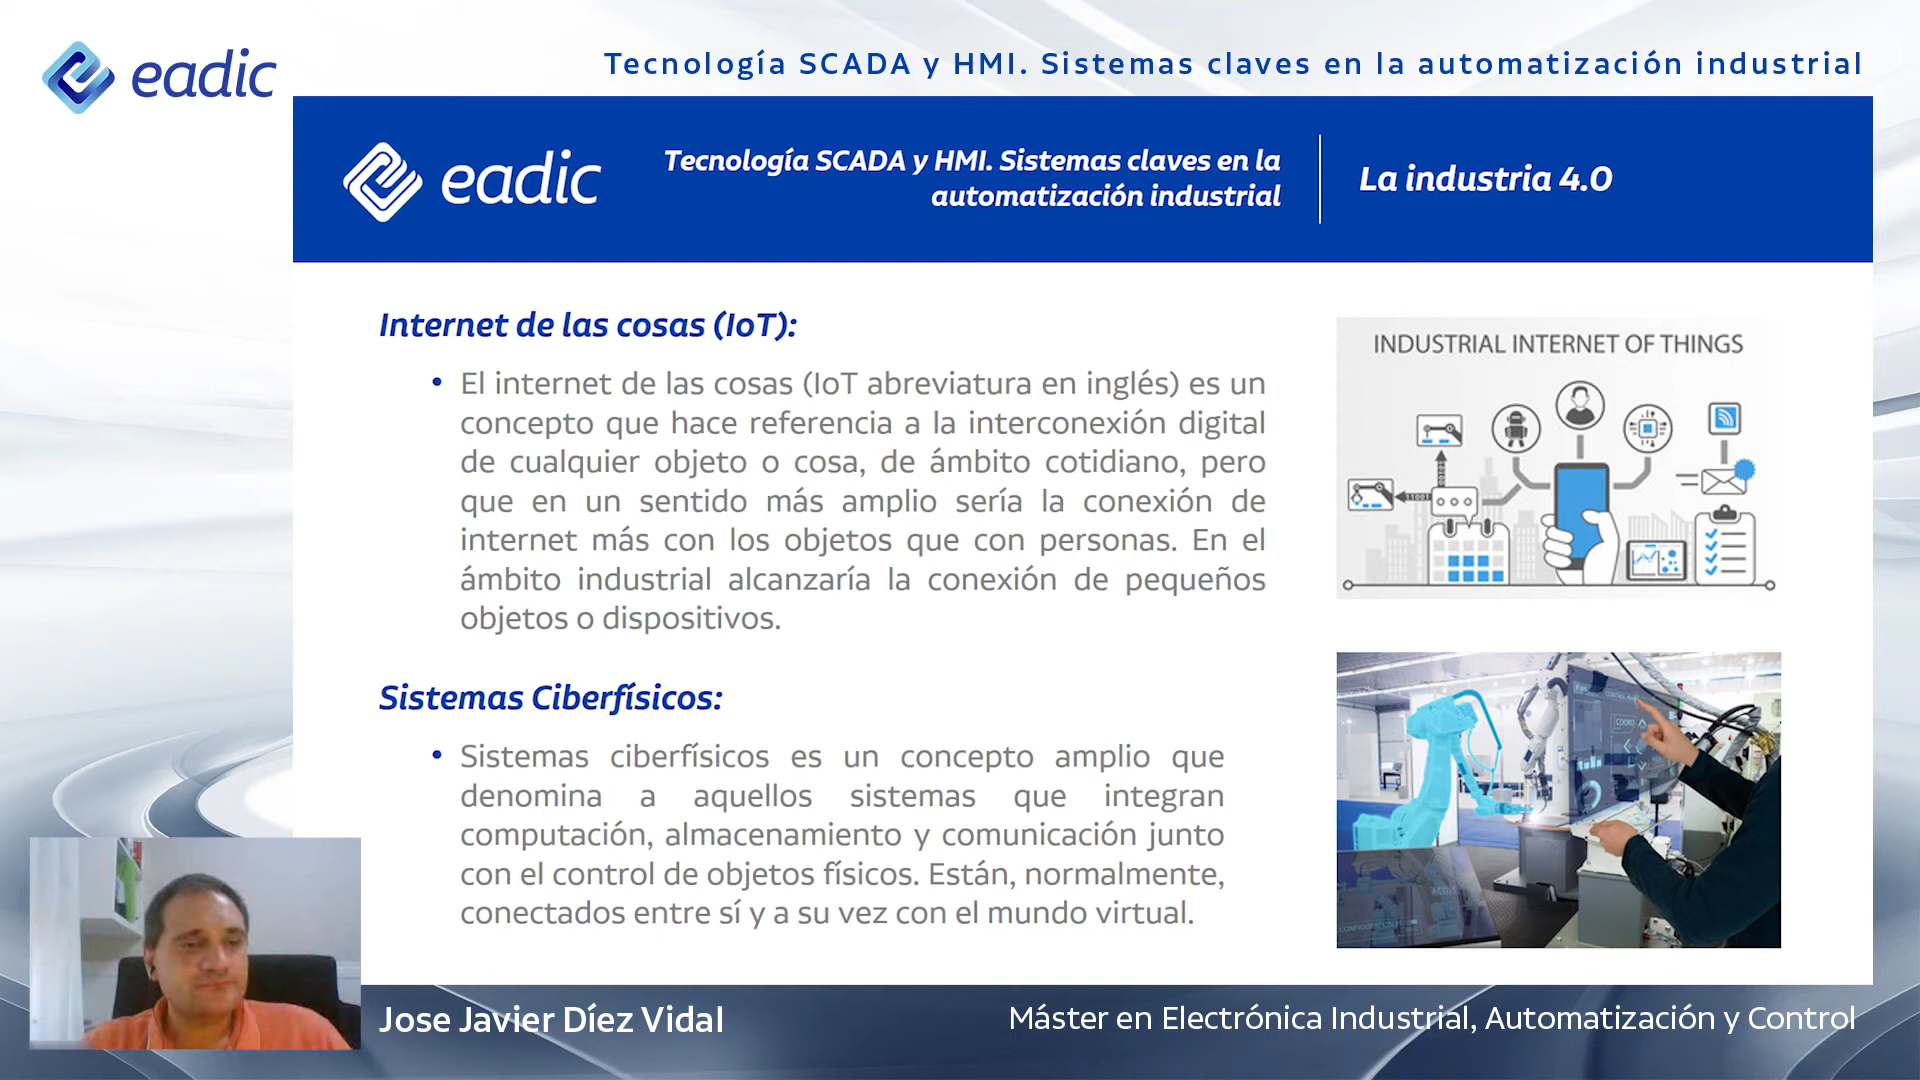 eadic
Tecnología SCADA y HMI. Sistemas claves en la automatización industrial
eadic
Tecnología SCADA y HMI. Sistemas claves en la
automatización industrial
La industria 4.0
Internet de las cosas (IoT):
• El internet de las cosas (IoT abreviatura en inglés) es un
concepto que hace referencia a la interconexión digital
de cualquier objeto o cosa, de ámbito cotidiano, pero
que en un sentido más amplio sería la conexión de
internet más con los objetos que con personas. En el
ámbito industrial alcanzaría la conexión de pequeños
objetos o dispositivos.
INDUSTRIAL INTERNET OF THINGS
Sistemas Ciberfísicos:
• Sistemas ciberfísicos es un concepto amplio que
denomina a aquellos sistemas que integran
computación, almacenamiento y comunicación junto
con el control de objetos físicos. Están, normalmente,
conectados entre sí y a su vez con el mundo virtual.
Jose Javier Díez Vidal
Máster en Electrónica Industrial, Automatización y Control